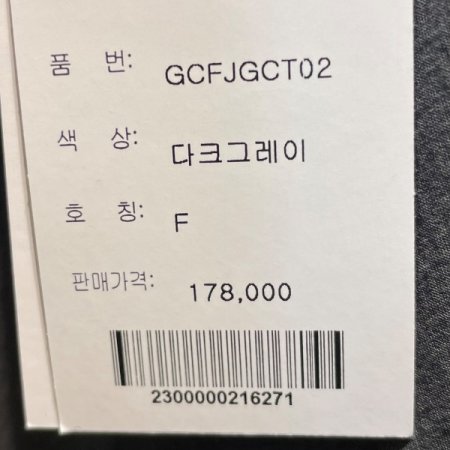 품 번: GCFJGCT02
색 상: 다크그레이
호 칭: F
판매가격: 178,000
2300000216271